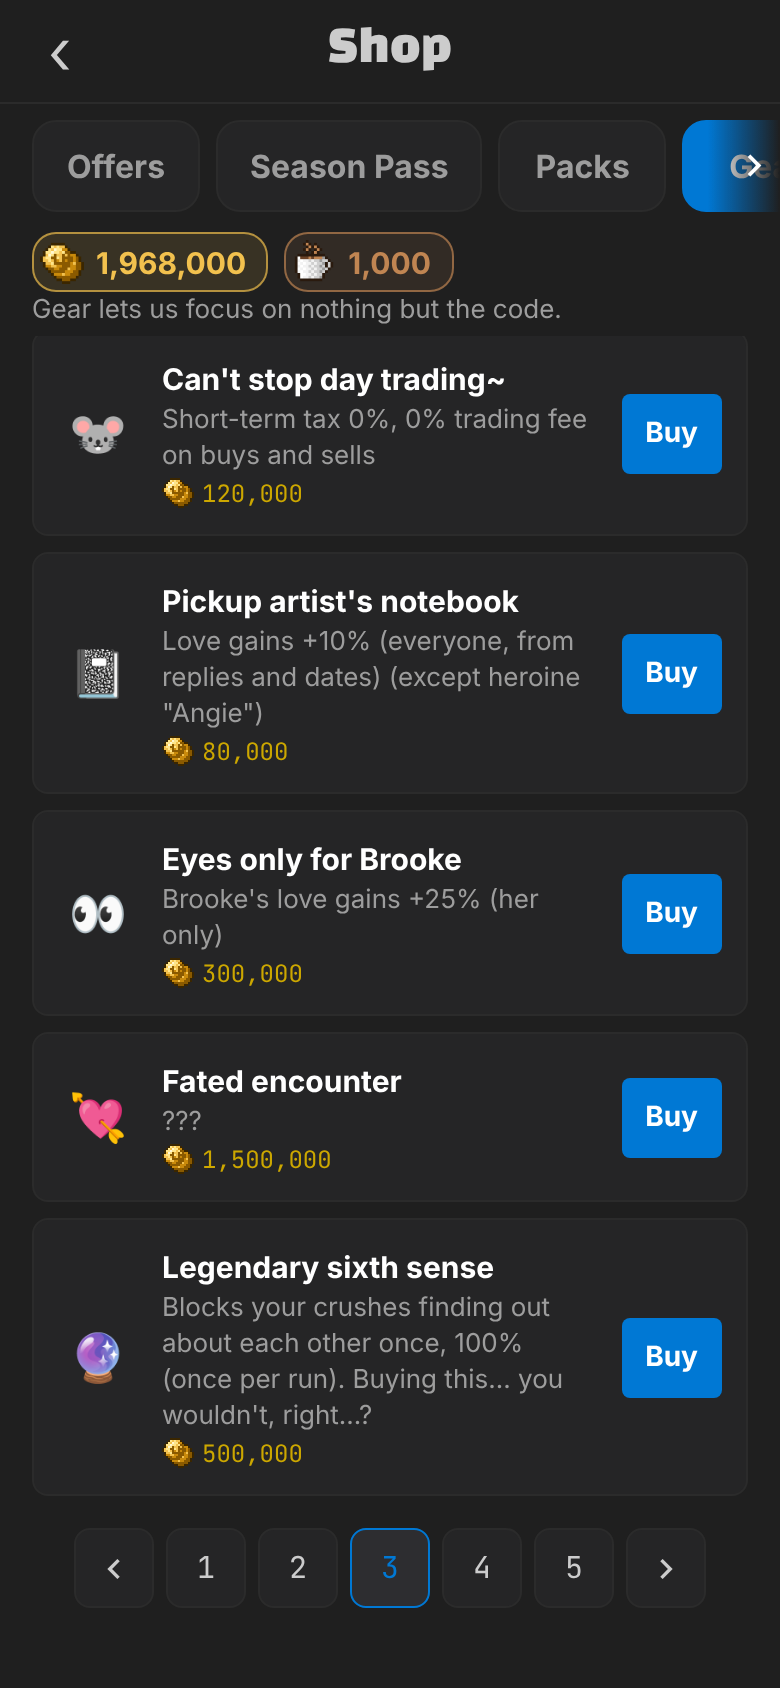 Shop
Offers
Season Pass
Packs
1,968,000
1,000
Gear lets us focus on nothing but the code.
Can't stop day trading~
Short-term tax 0%, 0% trading fee
on buys and sells
120,000
Buy
Pickup artist's notebook
Love gains +10% (everyone, from
replies and dates) (except heroine
"Angie")
80,000
Buy
Eyes only for Brooke
Brooke's love gains +25% (her
only)
300,000
Buy
Fated encounter
???
1,500,000
Buy
Legendary sixth sense
Blocks your crushes finding out
about each other once, 100%
(once per run). Buying this... you
wouldn't, right...?
500,000
Buy
1
2
3
4
5